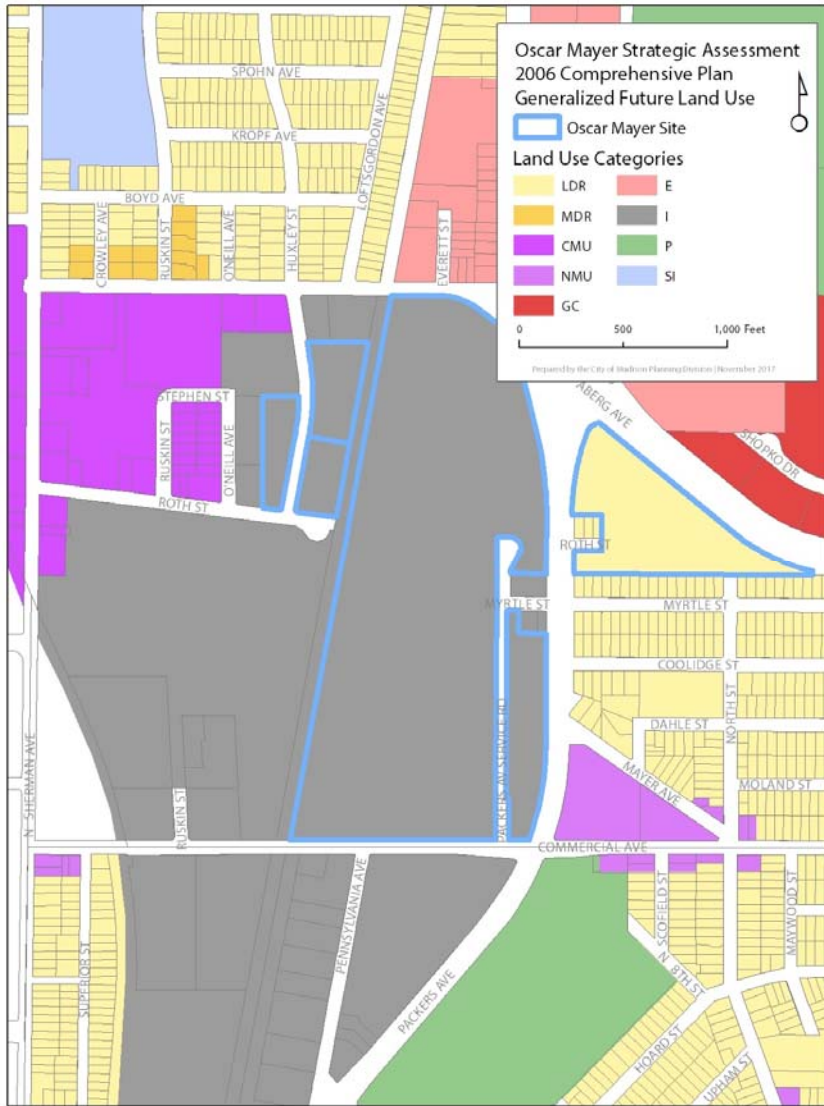 Oscar Mayer Strategic Assessment
2006 Comprehensive Plan
Generalized Future Land Use
Oscar Mayer Site
Land Use Categories
LDR
E
MDR
I
CMU
P
NMU
SI
GC
0
500
1,000 Feet
Prepared by the City of Madison Planning Division | November 2017
SPOHN AVE
KROPF AVE
LOFTSGORDON AVE
BOYD AVE
CROWLEY AVE
RUSKIN ST
O'NEILL AVE
HUXLEY ST
EVERETT ST
STEPHEN ST
RUSKIN ST
O'NEILL AVE
ROTH ST
ABERG AVE
SHOPKO DR
ROTH ST
MYRTLE ST
MYRTLE ST
COOLIDGE ST
DAHLE ST
NORTH ST
MAYER AVE
MOLAND ST
N SHERMAN AVE
RUSKIN ST
PACKERS AV SERVICE RD
COMMERCIAL AVE
SUPERIOR ST
PENNSYLVANIA AVE
PACKERS AVE
SCOFIELD ST
MAYWOOD ST
N 8TH ST
HOARD ST
UPHAM ST